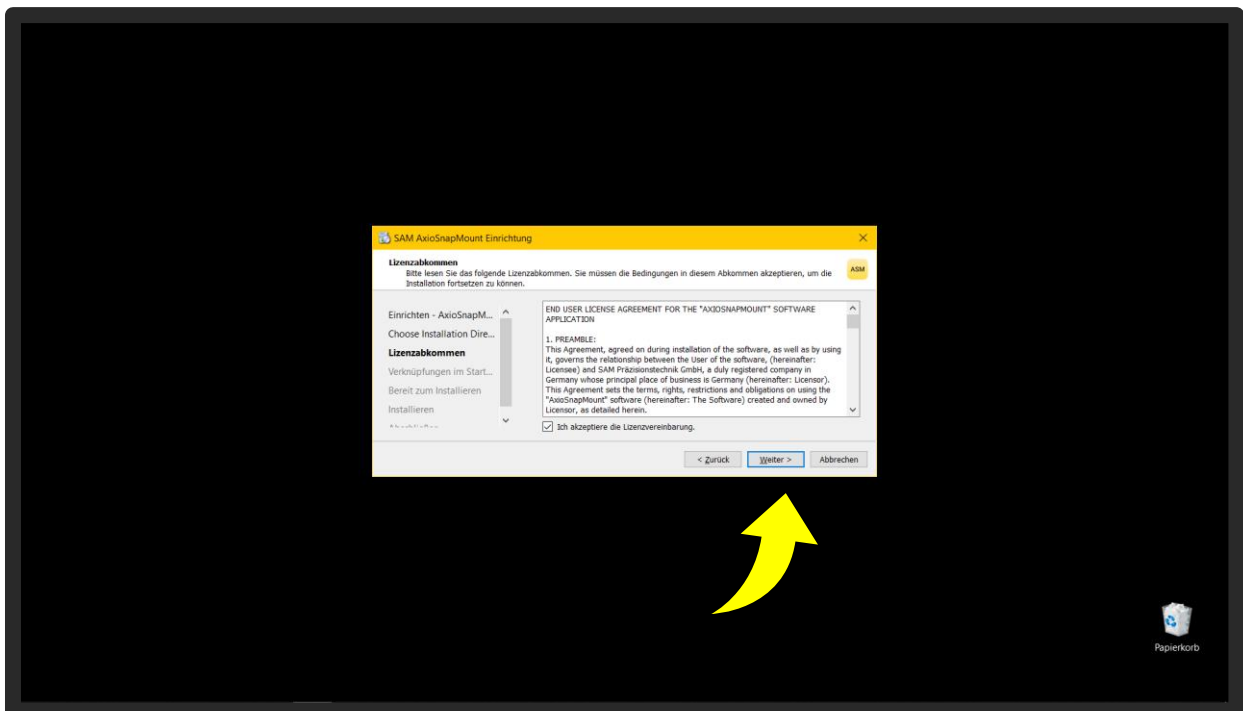 SAM AxioSnapMount Einrichtung
Lizenzabkommen
Bitte lesen Sie das folgende Lizenzabkommen. Sie müssen die Bedingungen in diesem Abkommen akzeptieren, um die
Installation fortsetzen zu können.
ASM
Einrichten - AxioSnapM...
Choose Installation Dire...
Lizenzabkommen
Verknüpfungen im Start...
Bereit zum Installieren
Installieren
END USER LICENSE AGREEMENT FOR THE "AXIOSNAPMOUNT" SOFTWARE
APPLICATION
1. PREAMBLE:
This Agreement, agreed on during installation of the software, as well as by using
it, governs the relationship between the User of the software, (hereinafter:
Licensee) and SAM Präzisionstechnik GmbH, a duly registered company in
Germany whose principal place of business is Germany (hereinafter: Licensor).
This Agreement sets the terms, rights, restrictions and obligations on using the
"AxioSnapMount" software (hereinafter: The Software) created and owned by
Licensor, as detailed herein.
Ich akzeptiere die Lizenzvereinbarung.
< Zurück
Weiter >
Abbrechen
Papierkorb